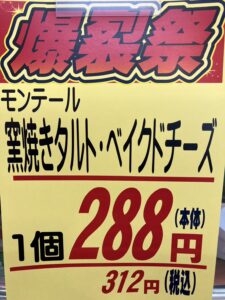 爆裂祭
モンテール
窯焼きタルト・ベイクドチーズ
1個 288円 (本体)
312円 (税込)